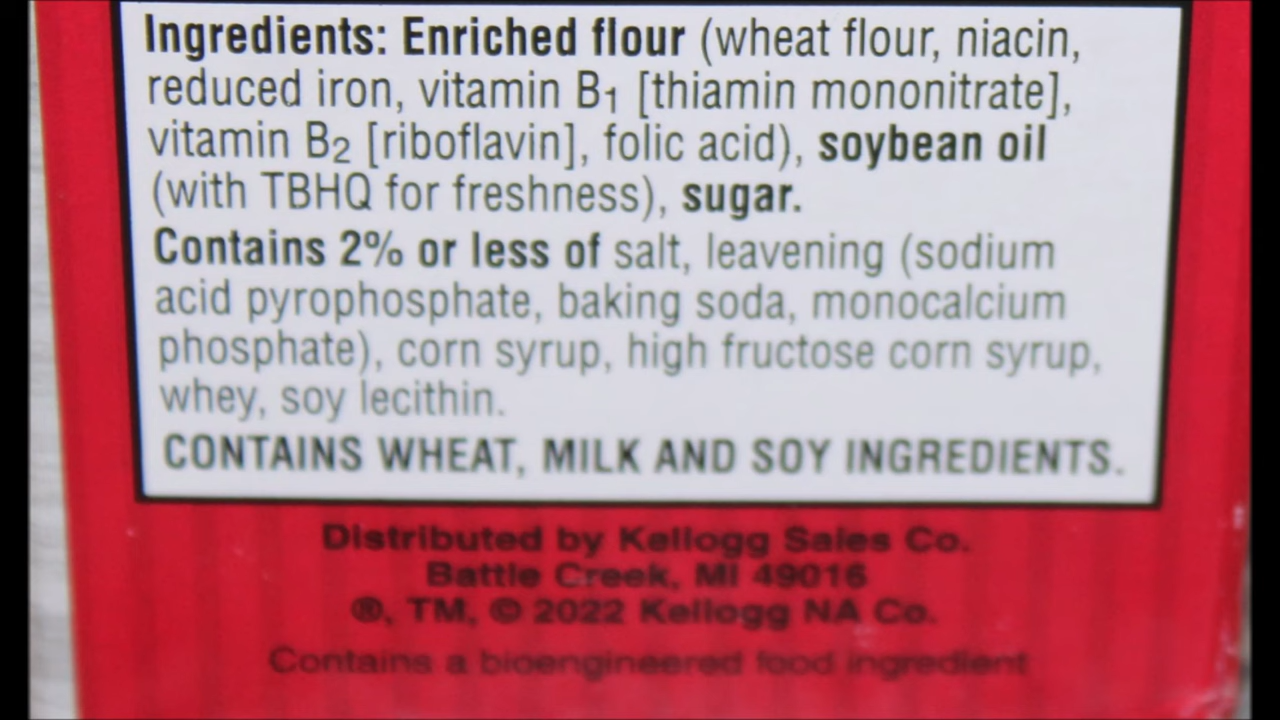 Ingredients: Enriched flour (wheat flour, niacin,
reduced iron, vitamin B1 [thiamin mononitrate],
vitamin B2 [riboflavin], folic acid), soybean oil
(with TBHQ for freshness), sugar.
Contains 2% or less of salt, leavening (sodium
acid pyrophosphate, baking soda, monocalcium
phosphate), corn syrup, high fructose corn syrup,
whey, soy lecithin.
CONTAINS WHEAT, MILK AND SOY INGREDIENTS.
Distributed by Kellogg Sales Co.
Battle Creek, MI 49016
®, TM, © 2022 Kellogg NA Co.
Contains a bioengineered food ingredient